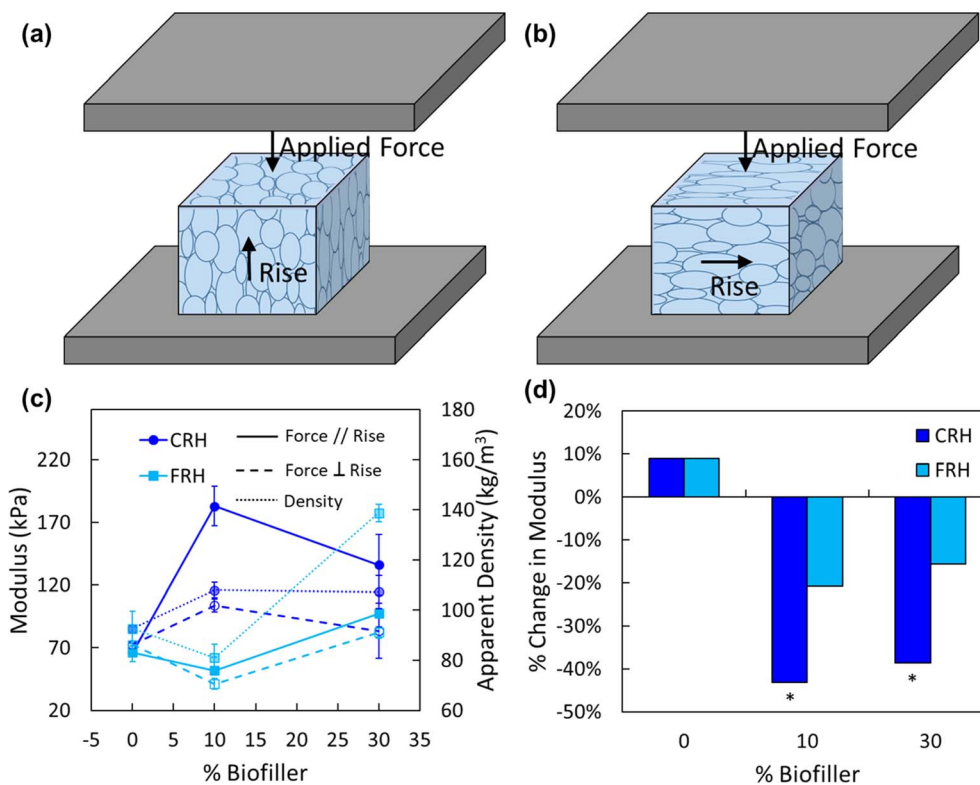 (a)
Applied Force
Rise
(b)
Applied Force
Rise
(c)
CRH
FRH
Force // Rise
Force ⊥ Rise
Density
Modulus (kPa)
220
170
120
70
20
-5 0 5 10 15 20 25 30 35
% Biofiller
180
160
140
120
100
80
60
Apparent Density (kg/m³)
(d)
CRH
FRH
% Change in Modulus
20%
10%
0%
-10%
-20%
-30%
-40%
-50%
* *
0 10 30
% Biofiller